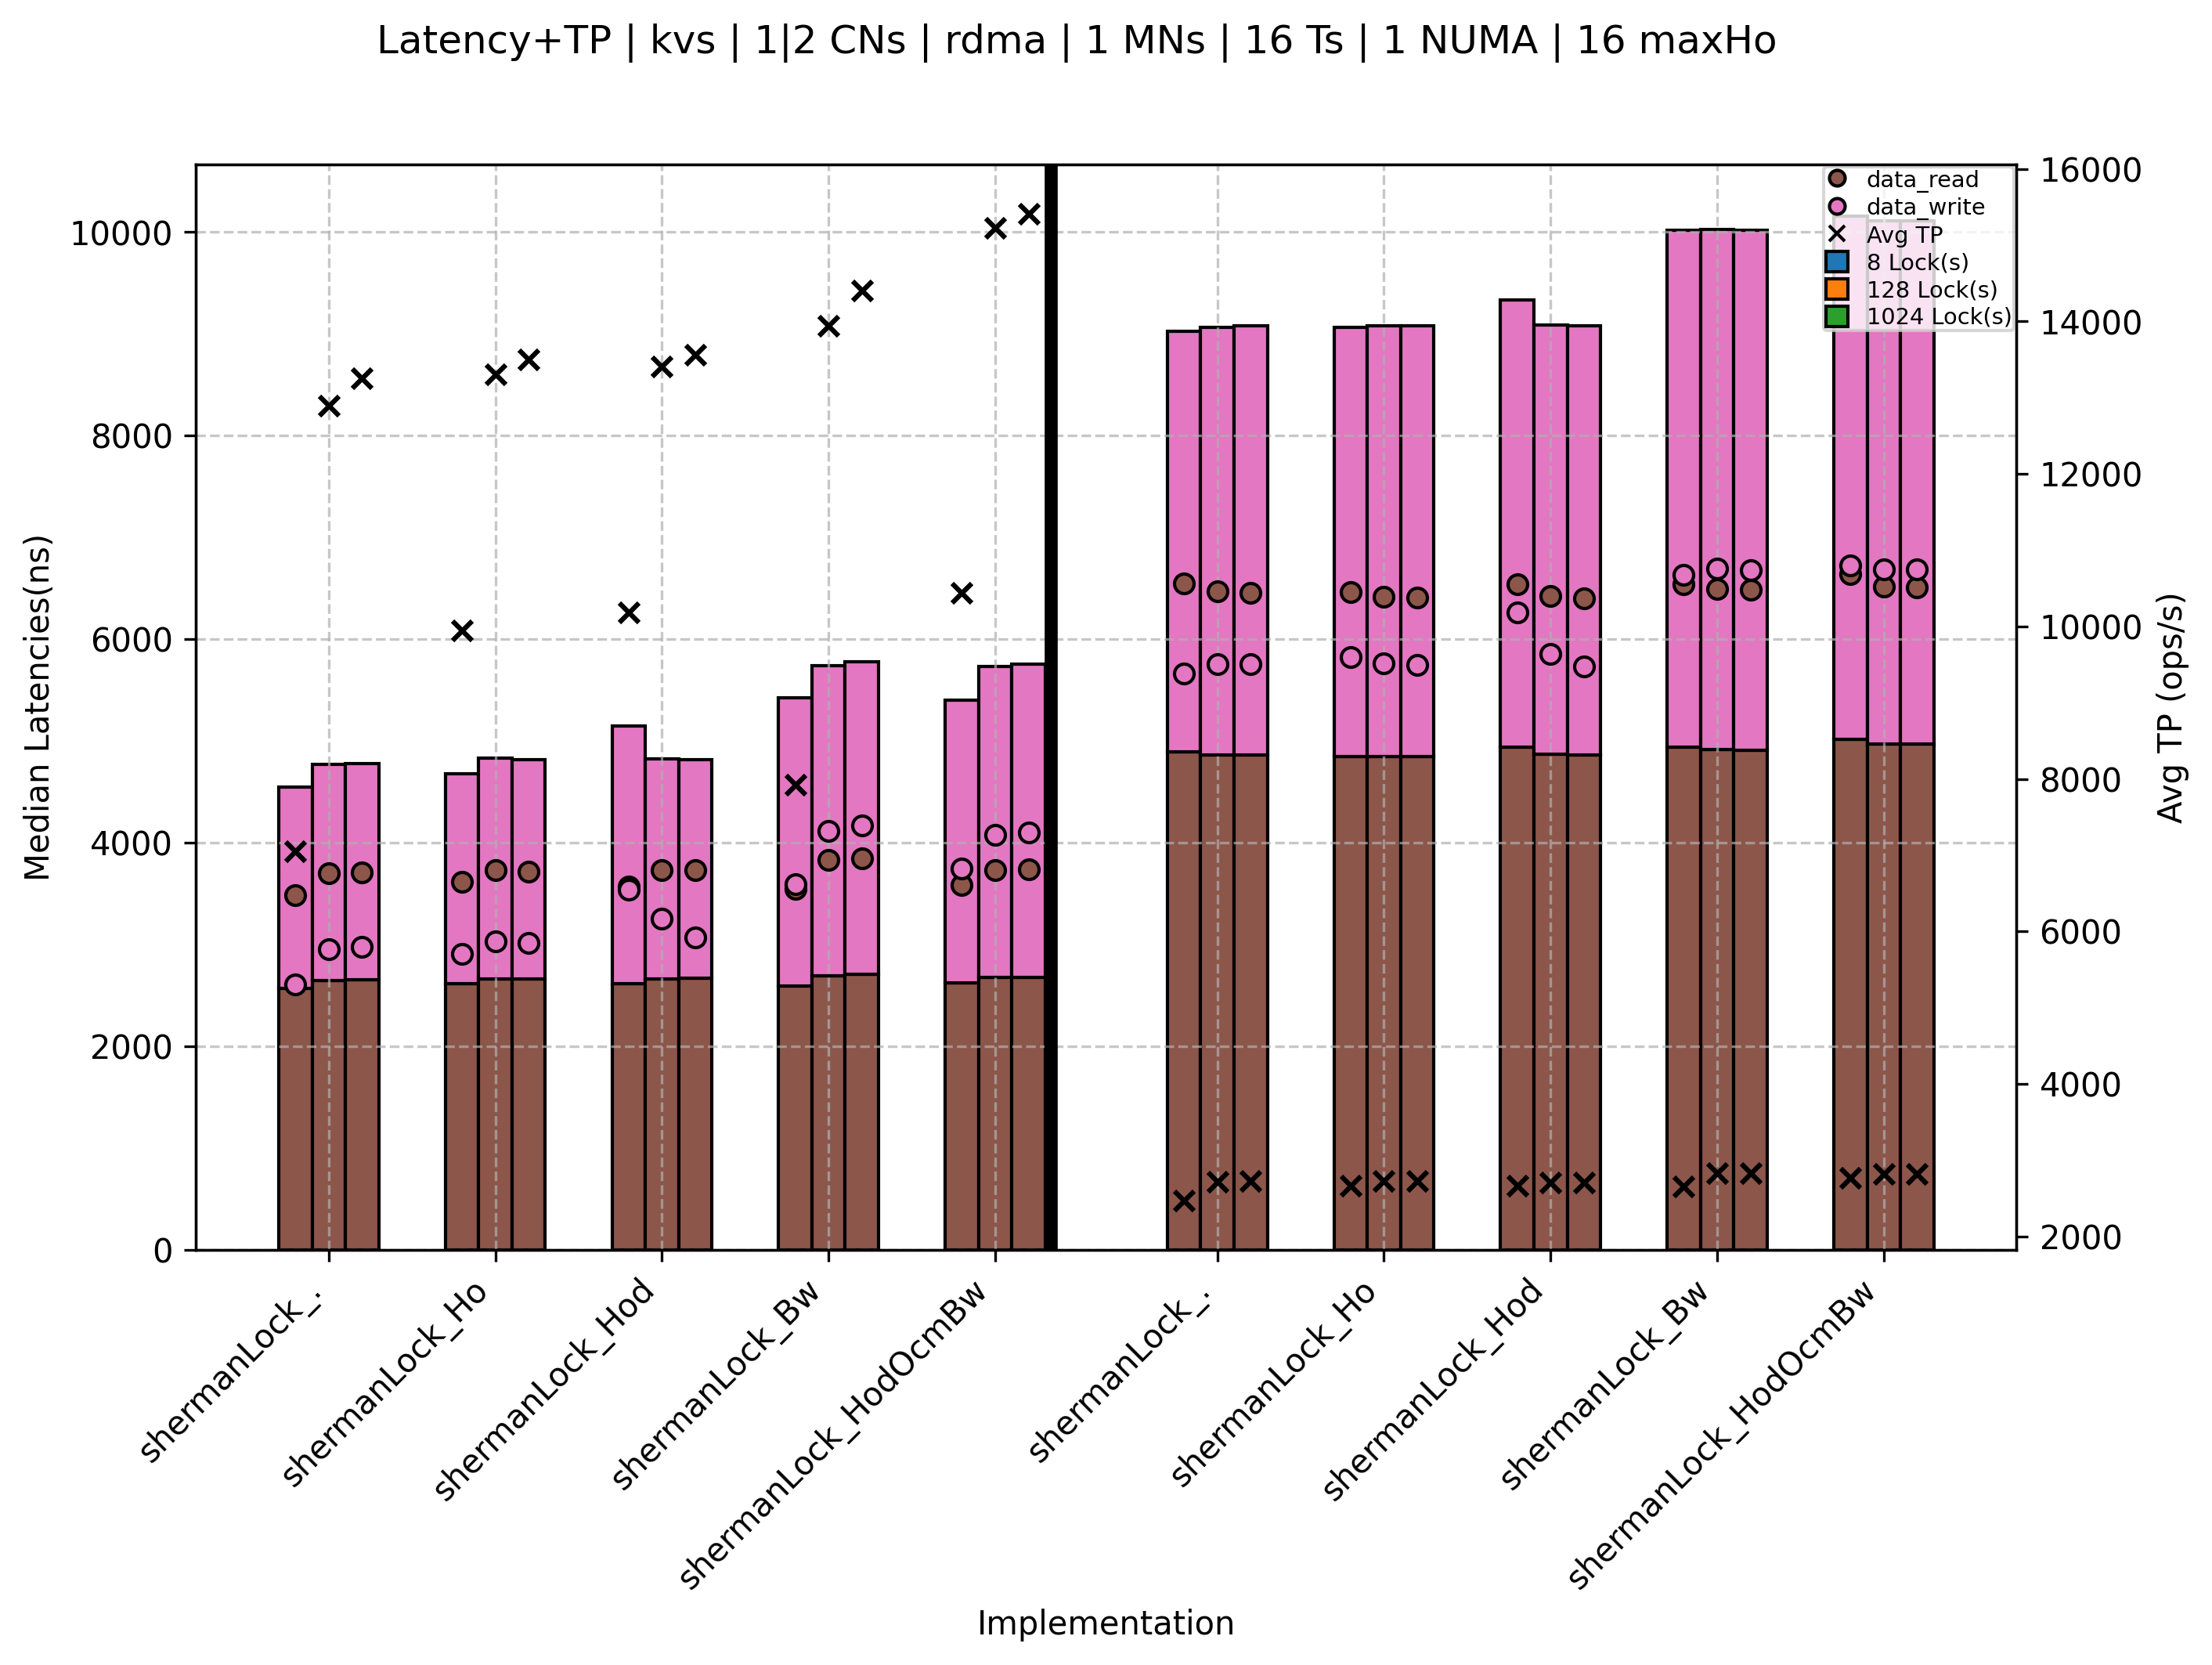 Latency+TP | kvs | 1|2 CNs | rdma | 1 MNs | 16 Ts | 1 NUMA | 16 maxHo
data_read
data_write
Avg TP
8 Lock(s)
128 Lock(s)
1024 Lock(s)
Median Latencies(ns)
10000
8000
6000
4000
2000
0
16000
14000
12000
10000
8000
6000
4000
2000
Avg TP (ops/s)
shermanLock_.
shermanLock_Ho
shermanLock_Hod
shermanLock_Bw
shermanLock_HodOcmBw
shermanLock_.
shermanLock_Ho
shermanLock_Hod
shermanLock_Bw
shermanLock_HodOcmBw
Implementation